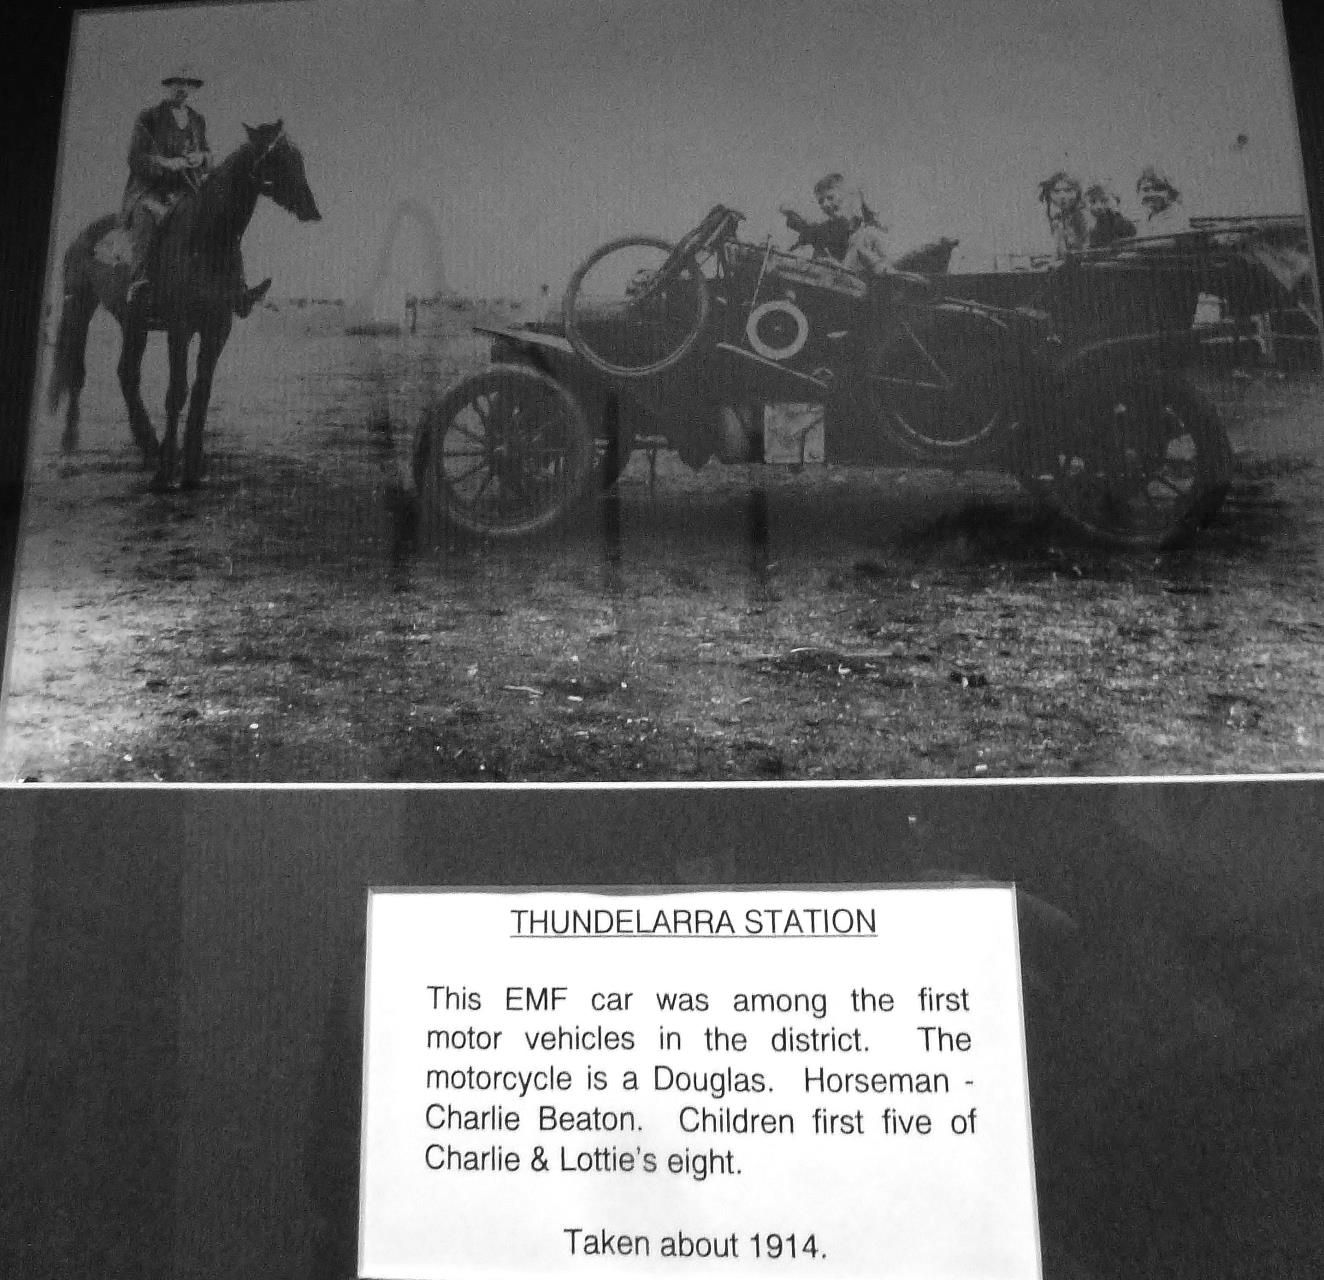 THUNDELARRA STATION
This EMF car was among the first
motor vehicles in the district. The
motorcycle is a Douglas. Horseman -
Charlie Beaton. Children first five of
Charlie & Lottie's eight.
Taken about 1914.